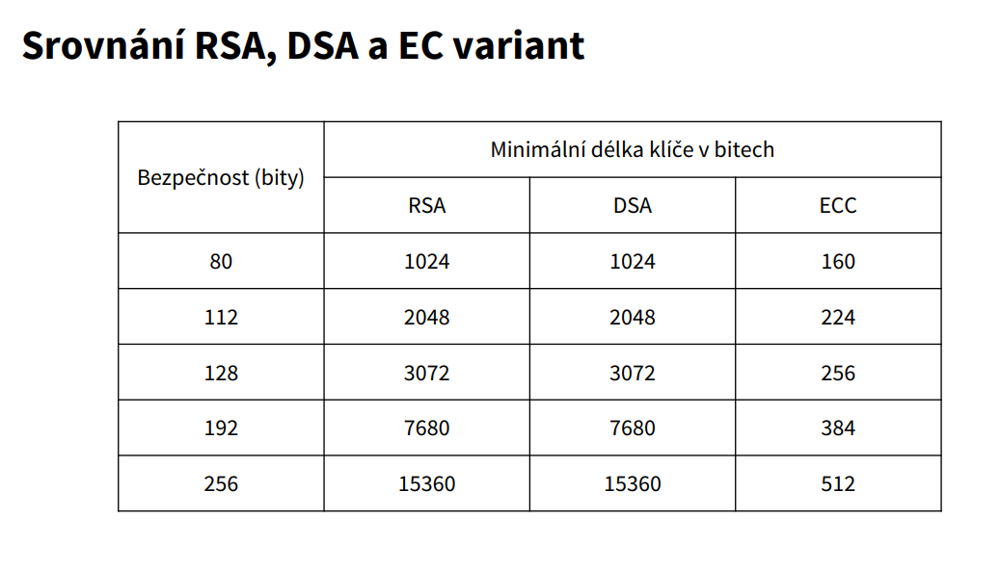 Srovnání RSA, DSA a EC variant
Bezpečnost (bity)
Minimální délka klíče v bitech
RSA DSA ECC
80 1024 1024 160
112 2048 2048 224
128 3072 3072 256
192 7680 7680 384
256 15360 15360 512